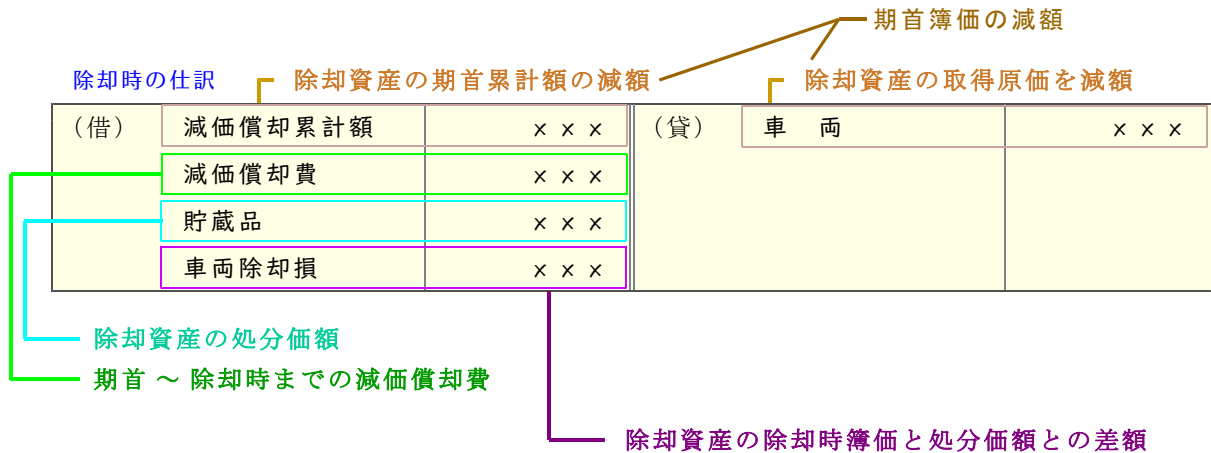 期首簿価の減額
除却時の仕訳 除却資産の期首累計額の減額 除却資産の取得原価を減額
（借） 減価償却累計額 ××× （貸） 車　両 ×××
減価償却費 ×××
貯蔵品 ×××
車両除却損 ×××
除却資産の処分価額
期首 ～ 除却時までの減価償却費
除却資産の除却時簿価と処分価額との差額